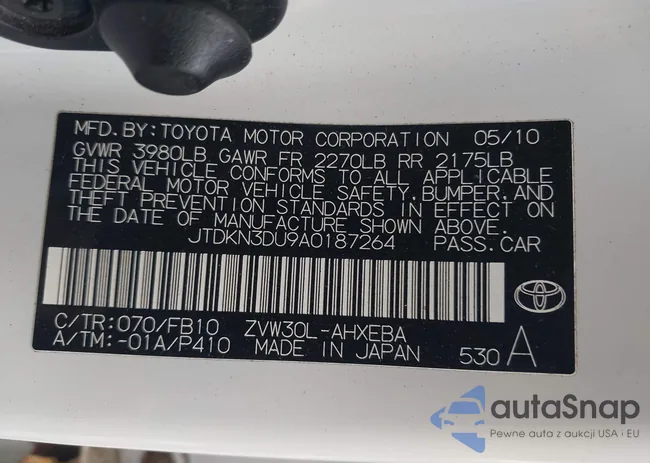 MFD. BY: TOYOTA MOTOR CORPORATION 05/10
GVWR 3980LB GAWR FR 2270LB RR 2175LB
THIS VEHICLE CONFORMS TO ALL APPLICABLE
FEDERAL MOTOR VEHICLE SAFETY, BUMPER, AND
THEFT PREVENTION STANDARDS IN EFFECT ON
THE DATE OF MANUFACTURE SHOWN ABOVE.
JTDKN3DU9A0187264 PASS.CAR
C/TR:070/FB10 ZVW30L-AHXEBA
A/TM:-01A/P410 MADE IN JAPAN 530 A
autaSnap
Pewne auta z aukcji USA i EU